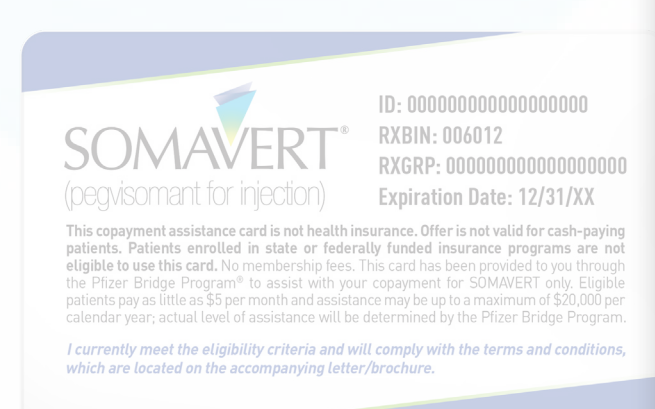 SOMAVERT®
(pegvisomant for injection)
ID: 000000000000000000
RXBIN: 006012
RXGRP: 000000000000000000
Expiration Date: 12/31/XX
This copayment assistance card is not health insurance. Offer is not valid for cash-paying
patients. Patients enrolled in state or federally funded insurance programs are not
eligible to use this card. No membership fees. This card has been provided to you through
the Pfizer Bridge Program® to assist with your copayment for SOMAVERT only. Eligible
patients pay as little as $5 per month and assistance may be up to a maximum of $20,000 per
calendar year; actual level of assistance will be determined by the Pfizer Bridge Program.
I currently meet the eligibility criteria and will comply with the terms and conditions,
which are located on the accompanying letter/brochure.